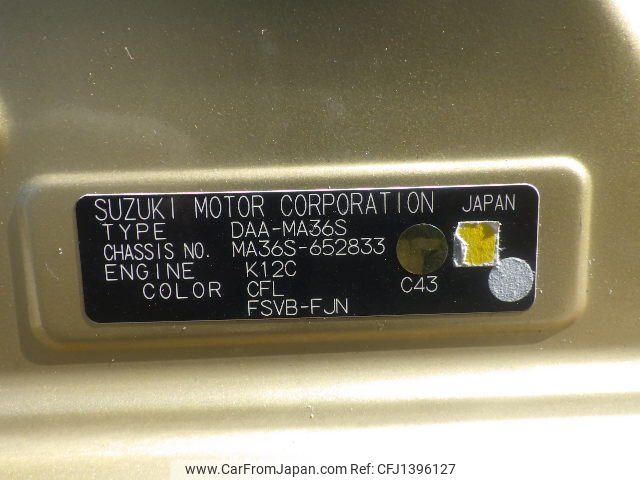 SUZUKI MOTOR CORPORATION JAPAN
TYPE DAA-MA36S
CHASSIS NO. MA36S-652833
ENGINE K12C
COLOR CFL C43
FSVB-FJN
www.CarFromJapan.com Ref No: CFJ1396127